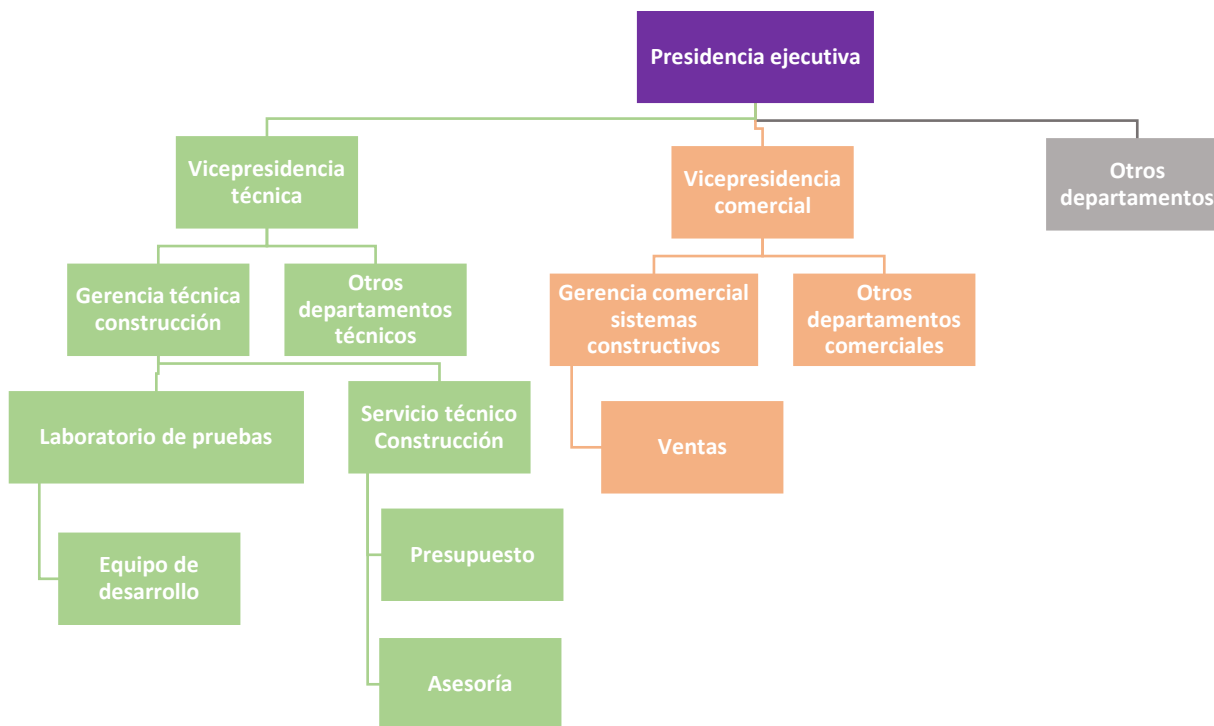 Presidencia ejecutiva
Vicepresidencia
técnica
Vicepresidencia
comercial
Otros
departamentos
Gerencia técnica
construcción
Otros
departamentos
técnicos
Gerencia comercial
sistemas
constructivos
Otros
departamentos
comerciales
Laboratorio de pruebas
Servicio técnico
Construcción
Ventas
Equipo de
desarrollo
Presupuesto
Asesoría